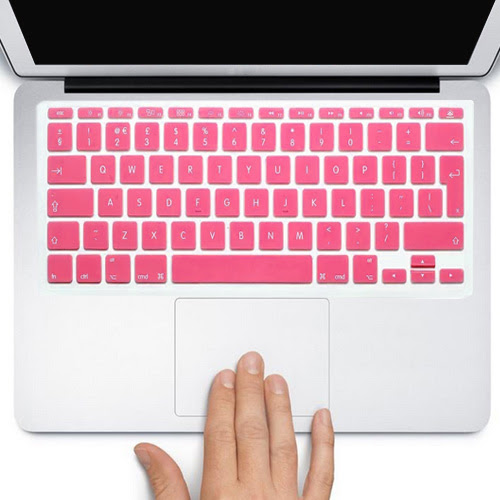 ± ! @€ £ $ % ^ & * ( ) _ +
§ 1 2 3 4 5 6 7 8 9 0 - =
Q W E R T Y U I O P { }
[ ]
A S D F G H J K L : "
; '
Z X C V B N M < > ?
, . /
fn ctrl alt cmd ⌘ ⌘ cmd alt
⌥ ⌥